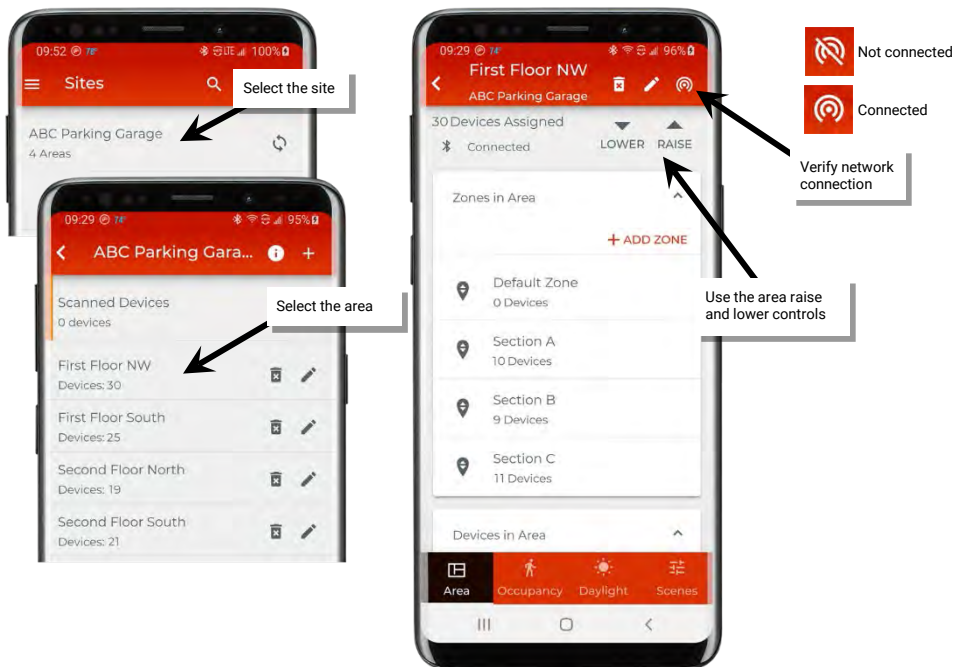 09:52 78° LTE 100%
Sites
Select the site
ABC Parking Garage
4 Areas
09:29 74° 95%
ABC Parking Gara...
Scanned Devices
0 devices
Select the area
First Floor NW
Devices: 30
First Floor South
Devices: 25
Second Floor North
Devices: 19
Second Floor South
Devices: 21
09:29 74° 96%
First Floor NW
ABC Parking Garage
30 Devices Assigned
Connected
LOWER RAISE
Zones in Area
+ ADD ZONE
Default Zone
0 Devices
Section A
10 Devices
Section B
9 Devices
Section C
11 Devices
Devices in Area
Area Occupancy Daylight Scenes
Not connected
Connected
Verify network
connection
Use the area raise
and lower controls